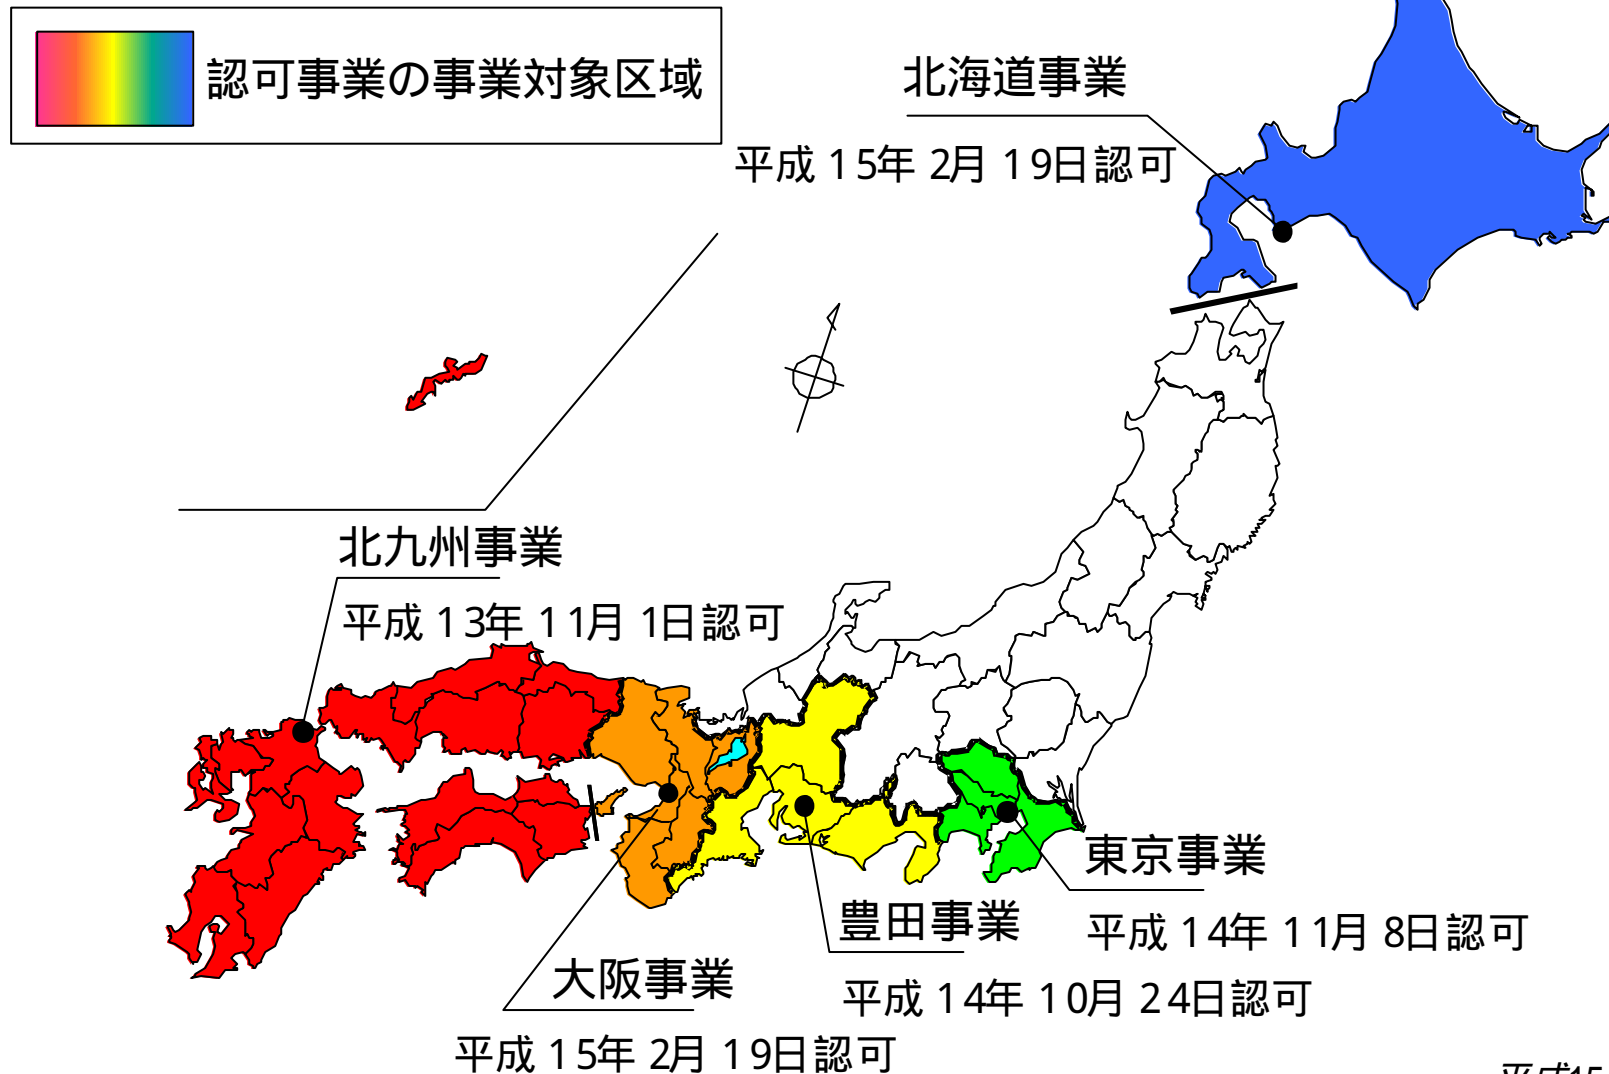 認可事業の事業対象区域
北海道事業
平成15年2月19日認可
北九州事業
平成13年11月1日認可
東京事業
平成14年11月8日認可
豊田事業
平成14年10月24日認可
大阪事業
平成15年2月19日認可
平成15